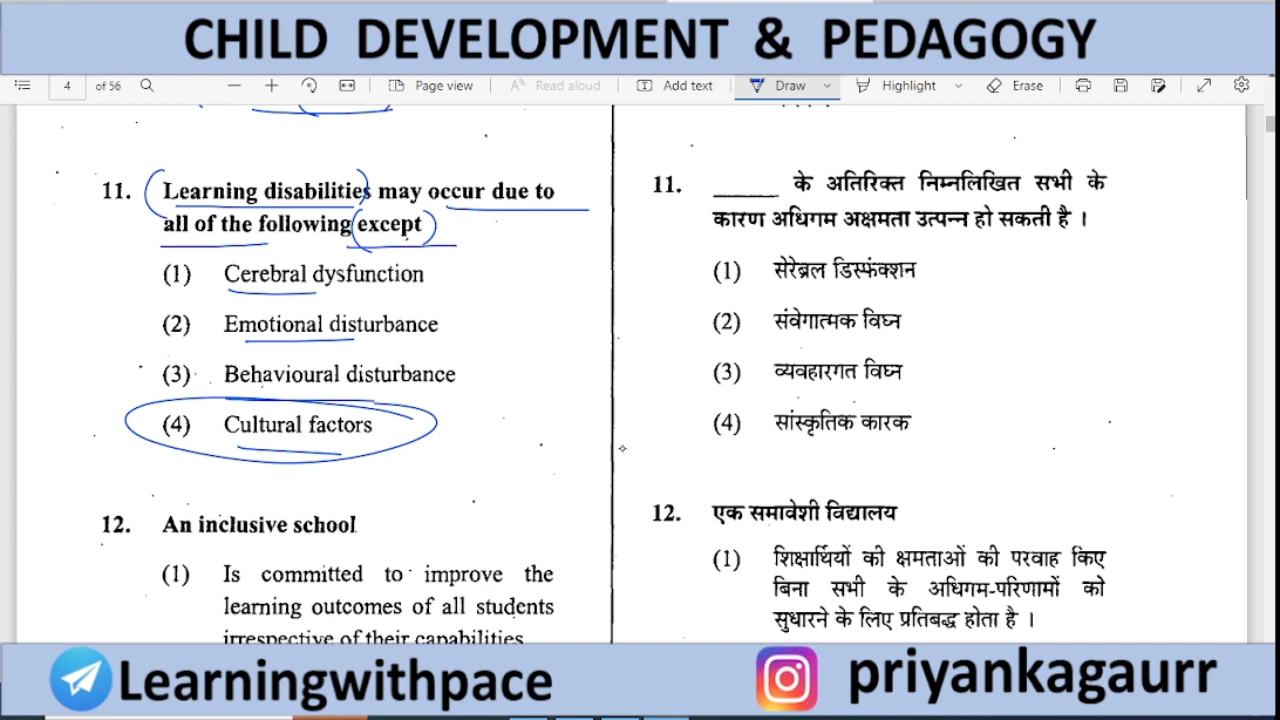 CHILD DEVELOPMENT & PEDAGOGY
4 of 56 Page view Read aloud Add text Draw Highlight Erase
11. Learning disabilities may occur due to
all of the following except
(1) Cerebral dysfunction
(2) Emotional disturbance
(3) Behavioural disturbance
(4) Cultural factors
12. An inclusive school
(1) Is committed to improve the
learning outcomes of all students
irrespective of their capabilities
11. ______ के अतिरिक्त निम्नलिखित सभी के
कारण अधिगम अक्षमता उत्पन्न हो सकती है ।
(1) सेरेब्रल डिस्फंक्शन
(2) संवेगात्मक विघ्न
(3) व्यवहारगत विघ्न
(4) सांस्कृतिक कारक
12. एक समावेशी विद्यालय
(1) शिक्षार्थियों की क्षमताओं की परवाह किए
बिना सभी के अधिगम-परिणामों को
सुधारने के लिए प्रतिबद्ध होता है ।
Learningwithpace
priyankagaurr